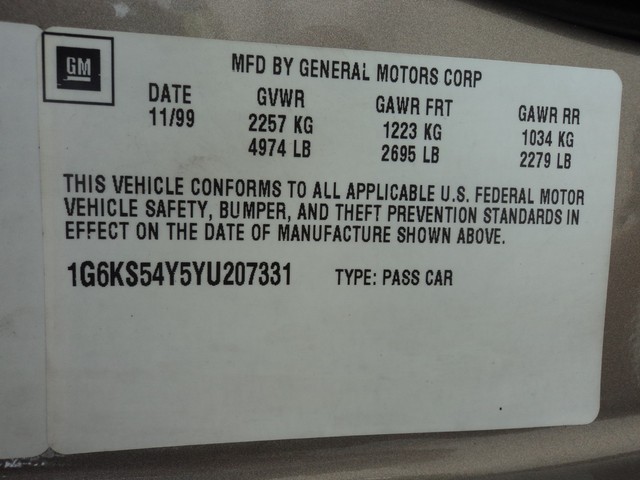 GM
MFD BY GENERAL MOTORS CORP
DATE GVWR GAWR FRT GAWR RR
11/99 2257 KG 1223 KG 1034 KG
4974 LB 2695 LB 2279 LB
THIS VEHICLE CONFORMS TO ALL APPLICABLE U.S. FEDERAL MOTOR
VEHICLE SAFETY, BUMPER, AND THEFT PREVENTION STANDARDS IN
EFFECT ON THE DATE OF MANUFACTURE SHOWN ABOVE.
1G6KS54Y5YU207331 TYPE: PASS CAR